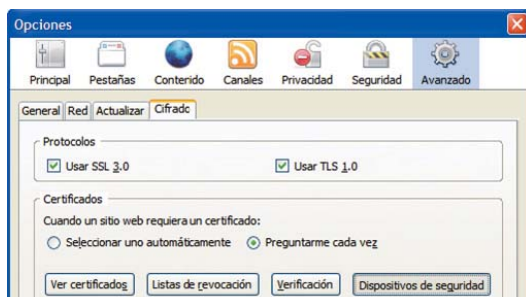 Opciones
Principal Pestañas Contenido Canales Privacidad Seguridad Avanzado
General Red Actualizar Cifrado
Protocolos
Usar SSL 3.0 Usar TLS 1.0
Certificados
Cuando un sitio web requiera un certificado:
Seleccionar uno automáticamente Preguntarme cada vez
Ver certificados Listas de revocación Verificación Dispositivos de seguridad